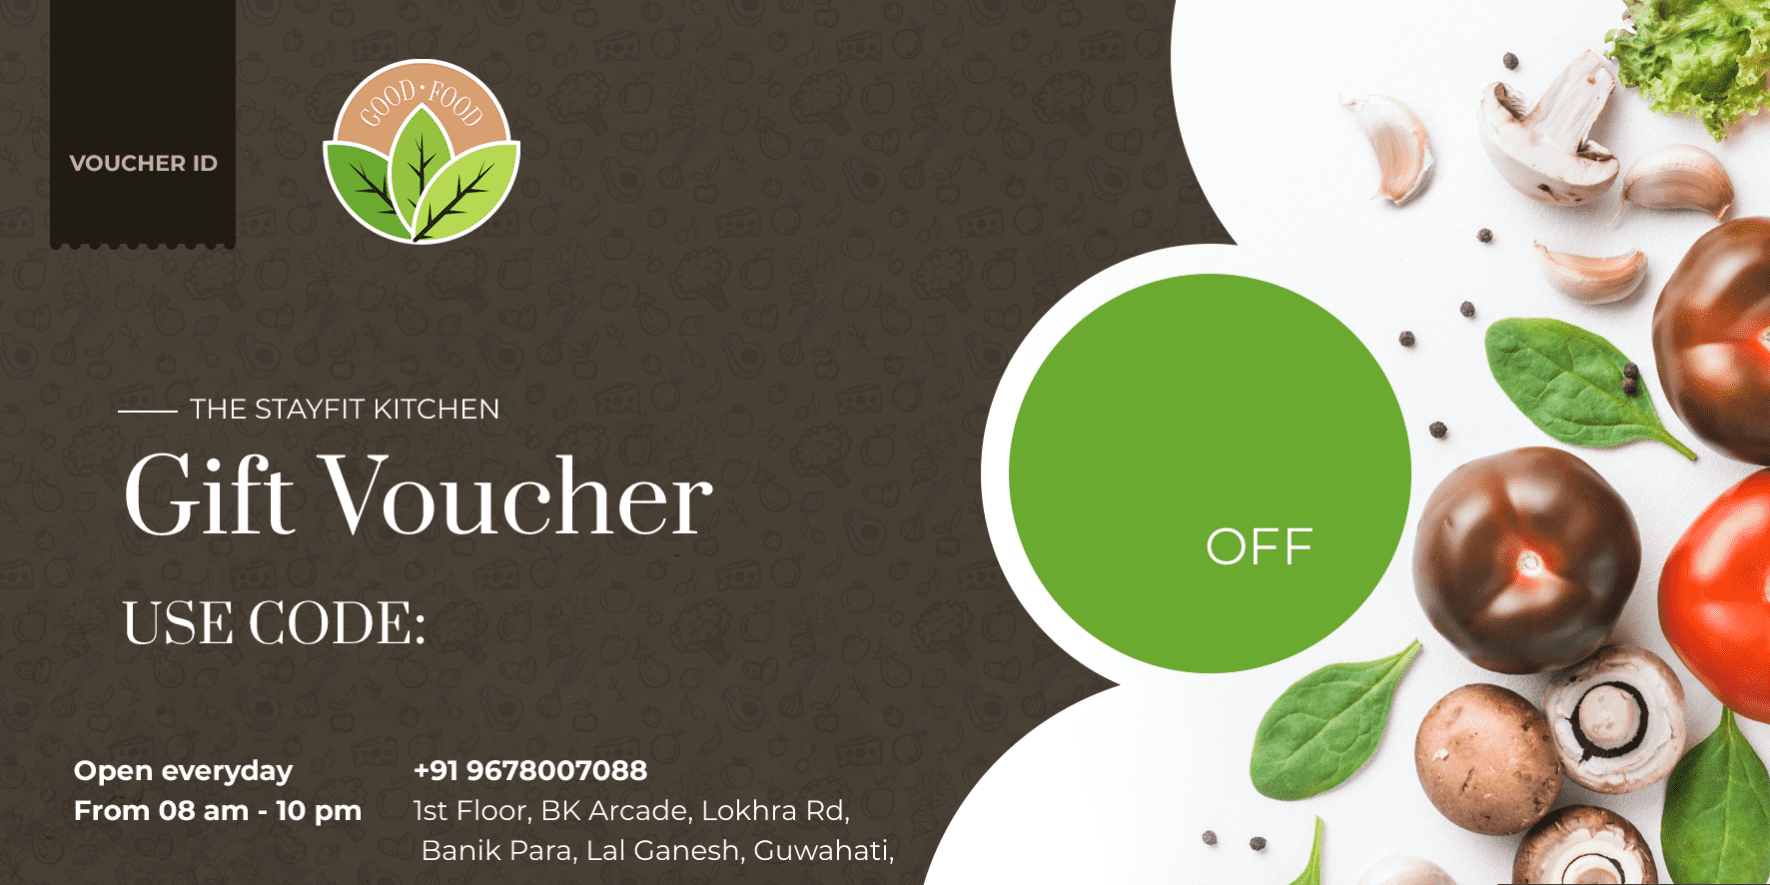 VOUCHER ID
GOOD • FOOD
THE STAYFIT KITCHEN
Gift Voucher
USE CODE:
OFF
Open everyday
From 08 am - 10 pm
+91 9678007088
1st Floor, BK Arcade, Lokhra Rd,
Banik Para, Lal Ganesh, Guwahati,